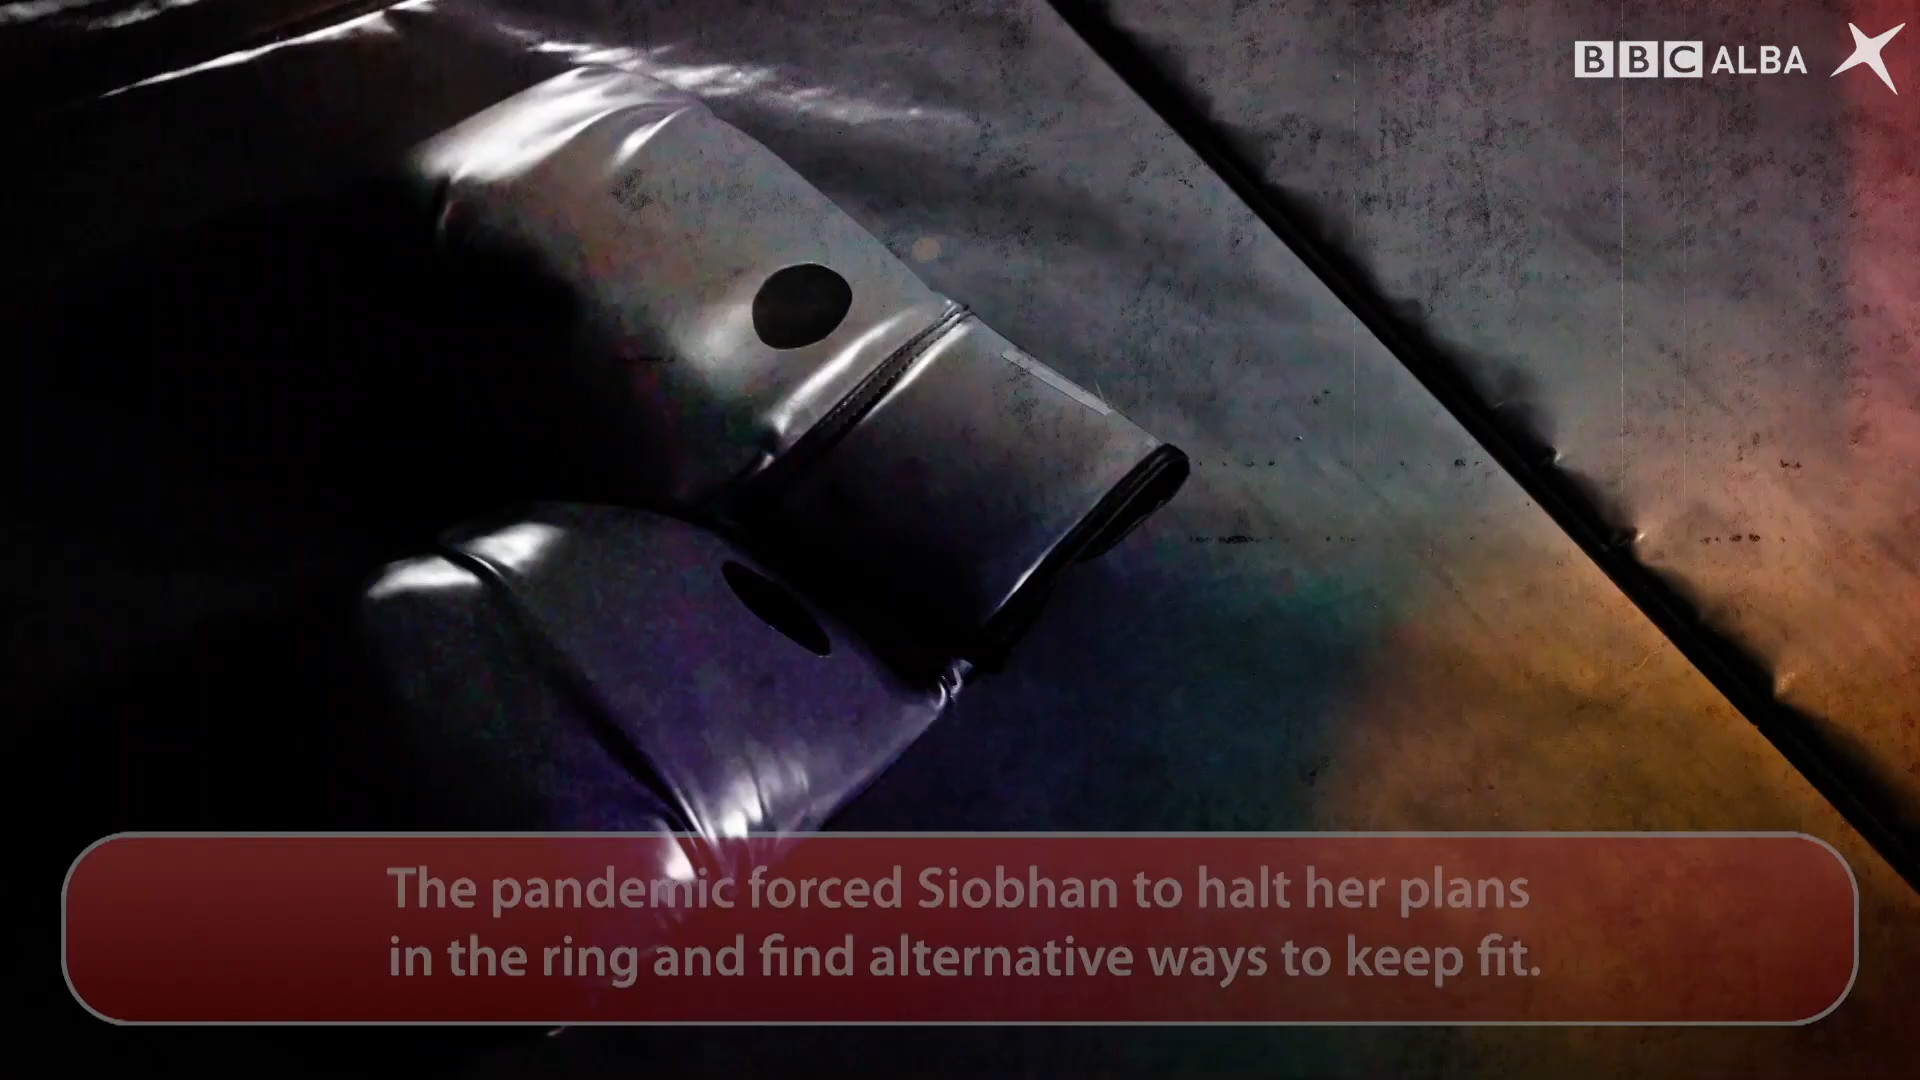 BBC ALBA
The pandemic forced Siobhan to halt her plans
in the ring and find alternative ways to keep fit.